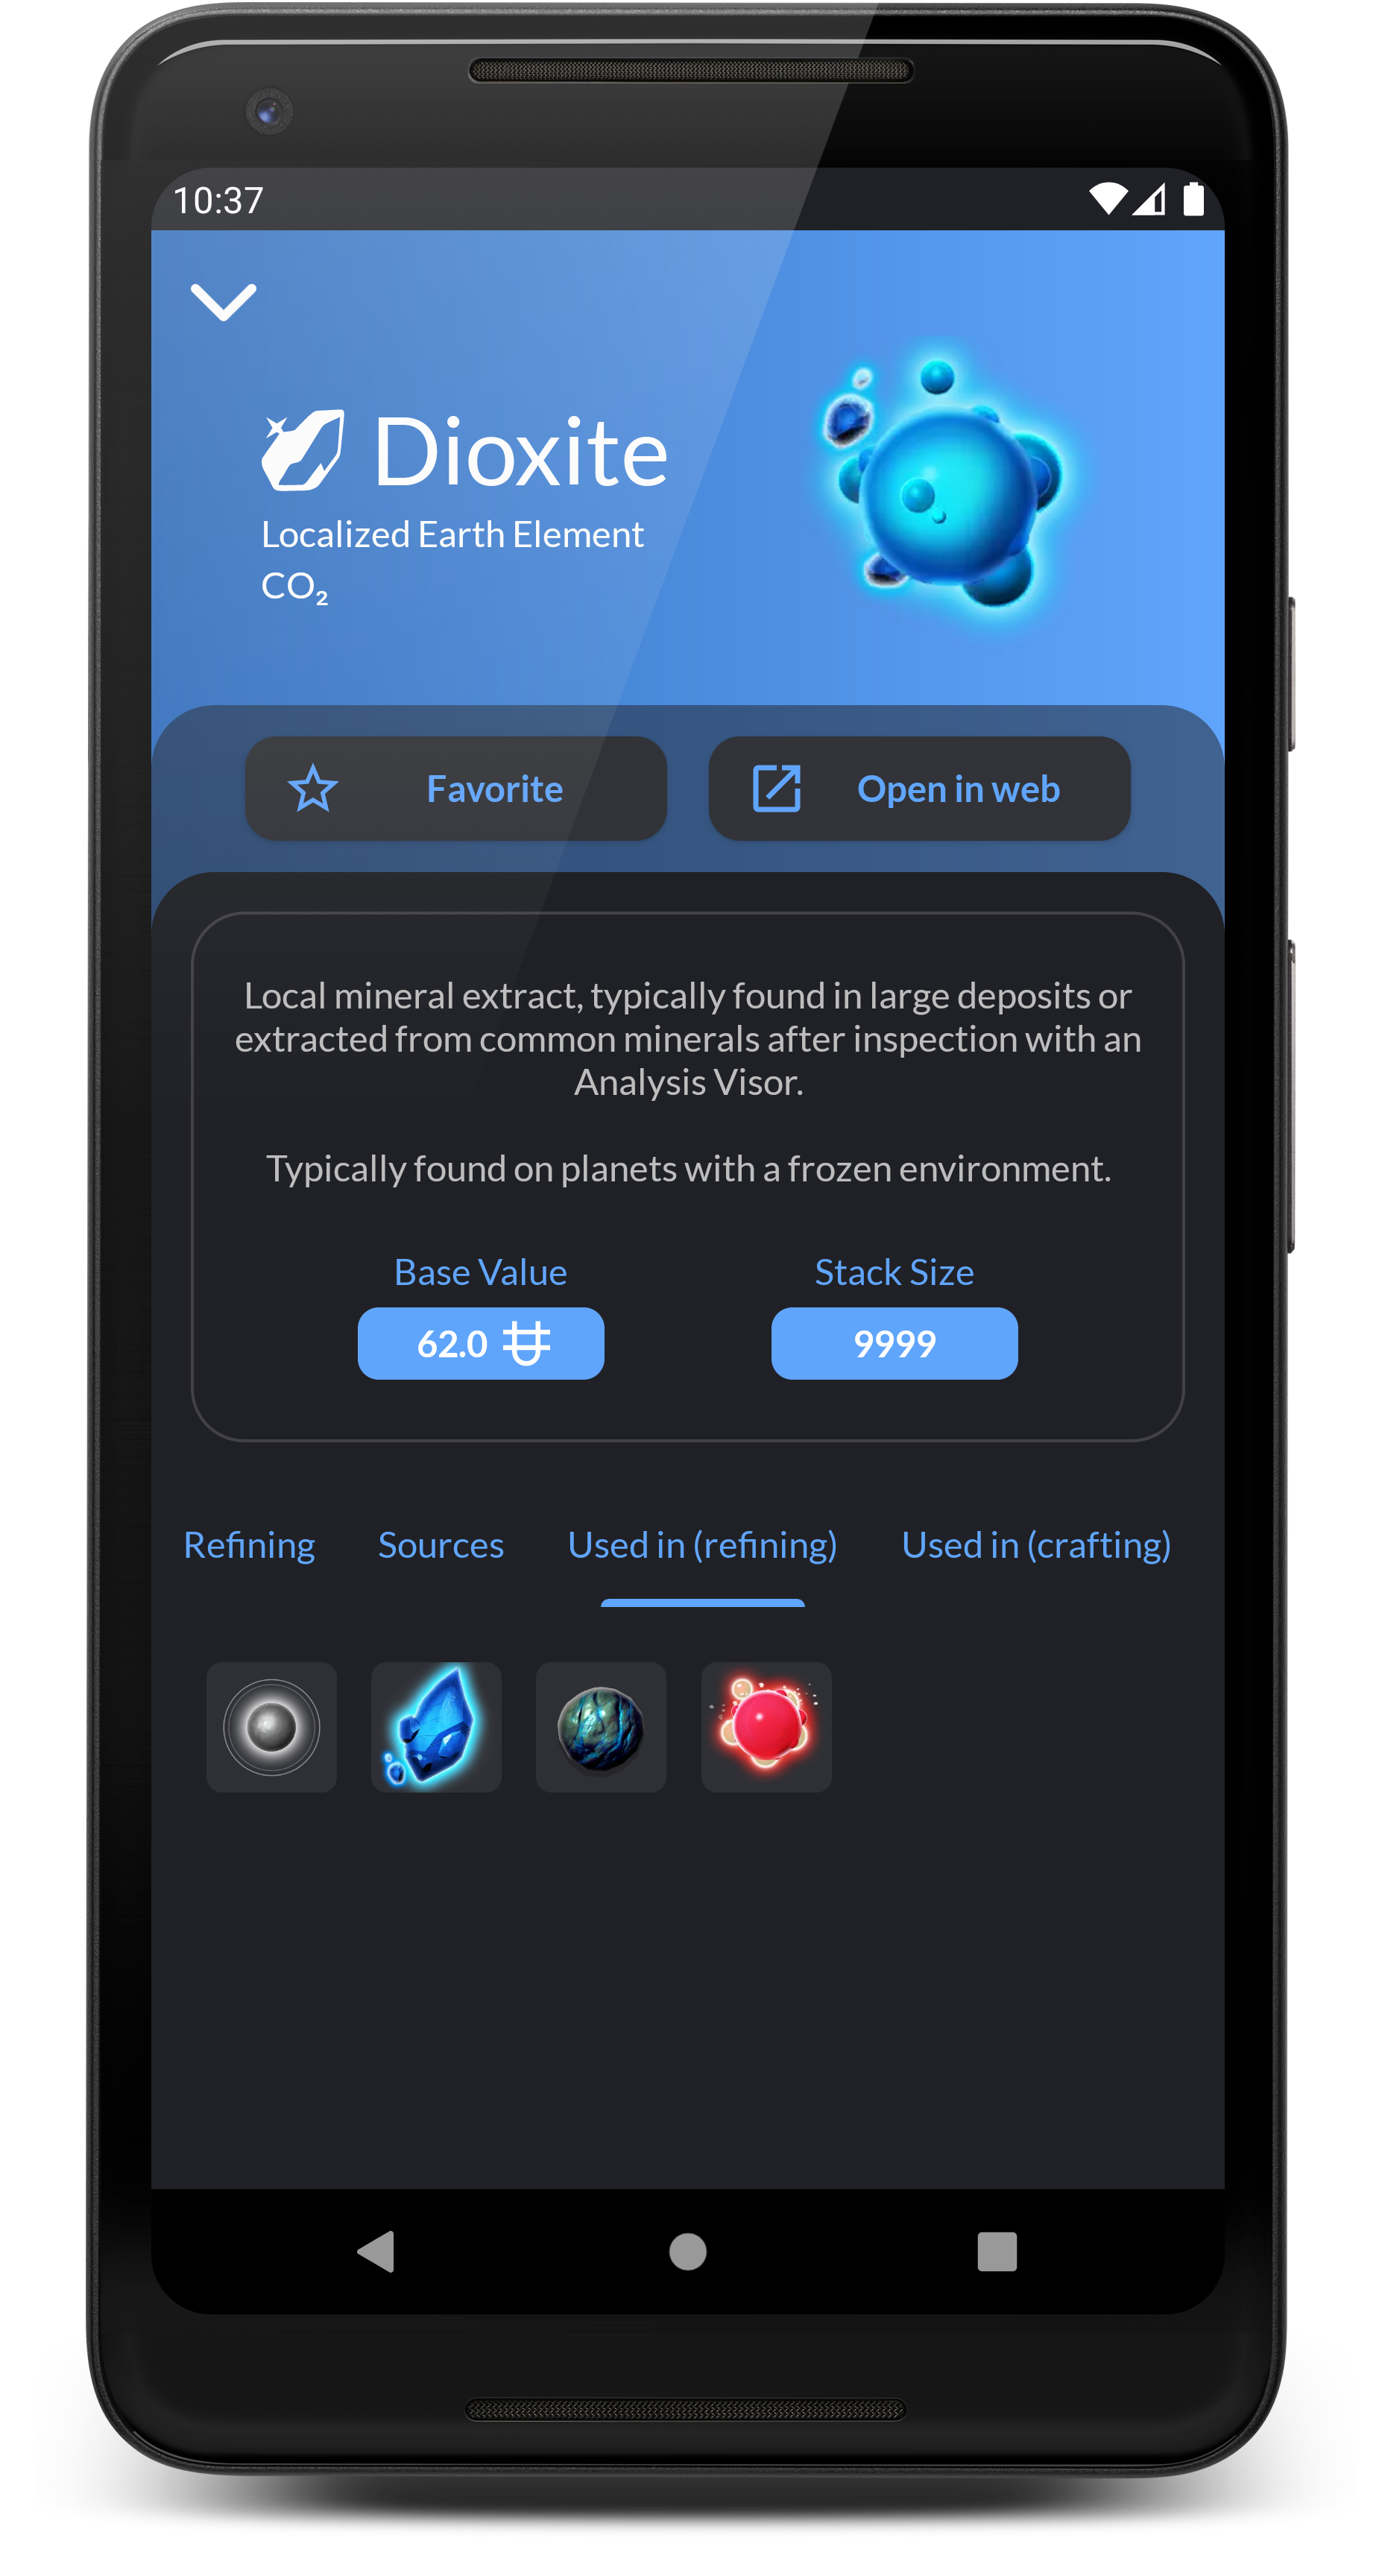 10:37
Dioxite
Localized Earth Element
CO₂
Favorite
Open in web
Local mineral extract, typically found in large deposits or
extracted from common minerals after inspection with an
Analysis Visor.
Typically found on planets with a frozen environment.
Base Value
Stack Size
62.0
9999
Refining
Sources
Used in (refining)
Used in (crafting)